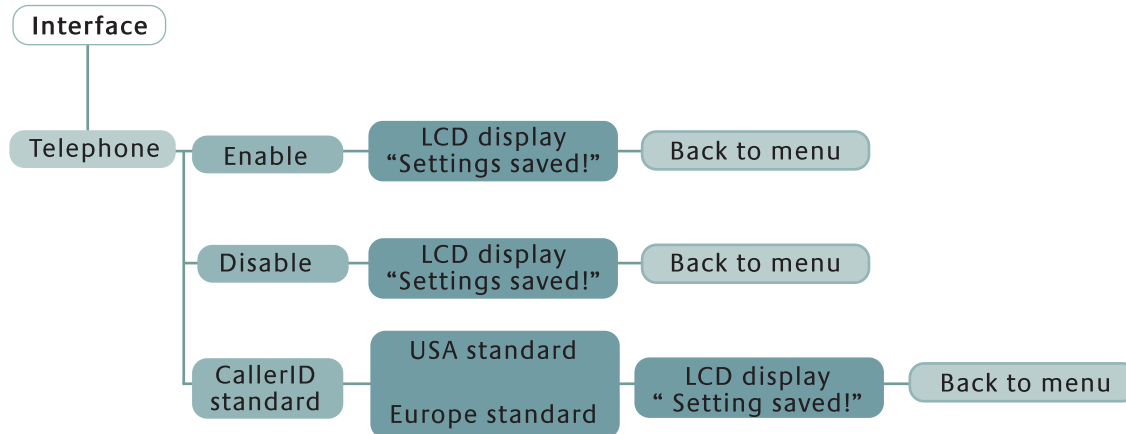 Interface
Telephone
Enable
LCD display
“Settings saved!”
Back to menu
Disable
LCD display
“Settings saved!”
Back to menu
CallerID
standard
USA standard
Europe standard
LCD display
“ Setting saved!”
Back to menu